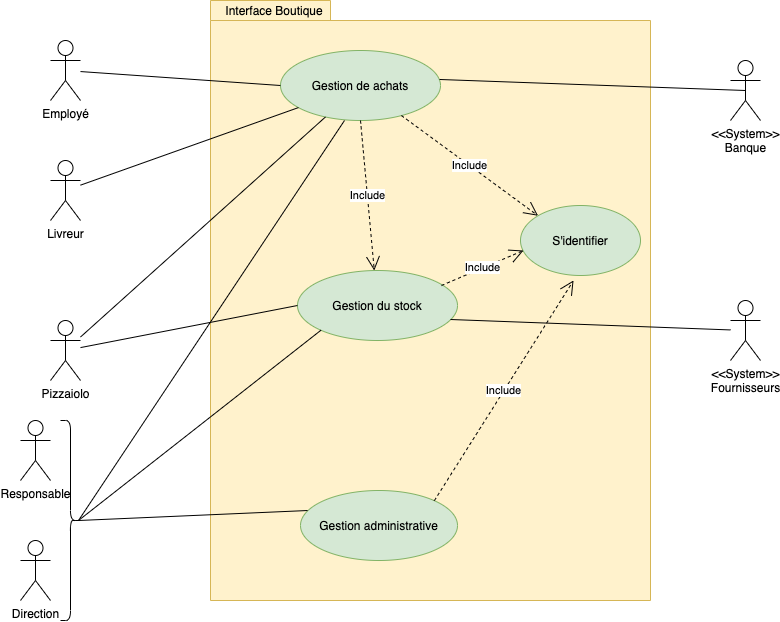 Interface Boutique
Gestion de achats
Employé
<<System>>
Banque
Include
Include
Livreur
S'identifier
Include
Gestion du stock
<<System>>
Fournisseurs
Pizzaiolo
Include
Responsable
Gestion administrative
Direction